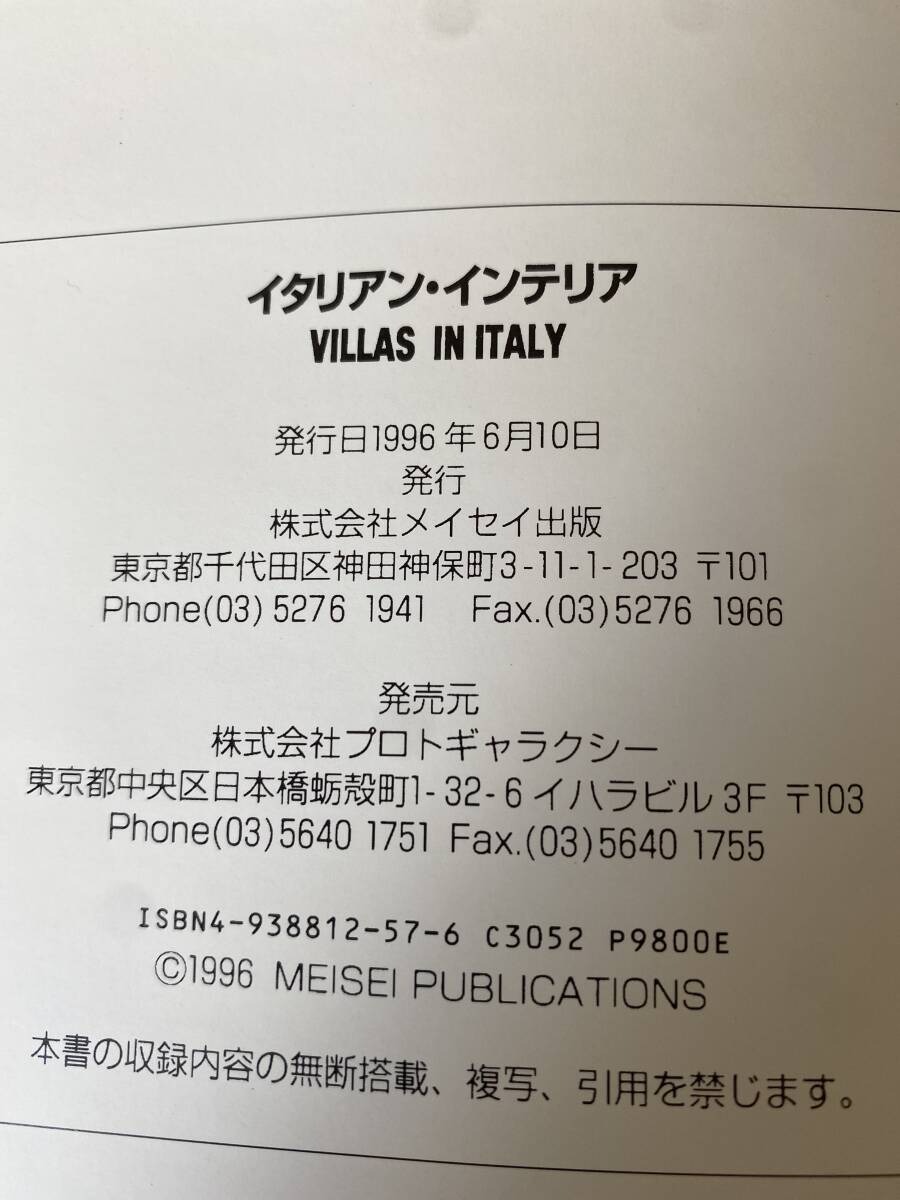 イタリアン・インテリア
VILLAS IN ITALY
発行日1996年6月10日
発行
株式会社メイセイ出版
東京都千代田区神田神保町3-11-1-203 〒101
Phone(03)5276 1941 Fax.(03)5276 1966
発売元
株式会社プロトギャラクシー
東京都中央区日本橋蛎殻町1-32-6イハラビル3F 〒103
Phone(03)5640 1751 Fax.(03)5640 1755
ISBN4-938812-57-6 C3052 P9800E
©1996 MEISEI PUBLICATIONS
本書の収録内容の無断搭載、複写、引用を禁じます。